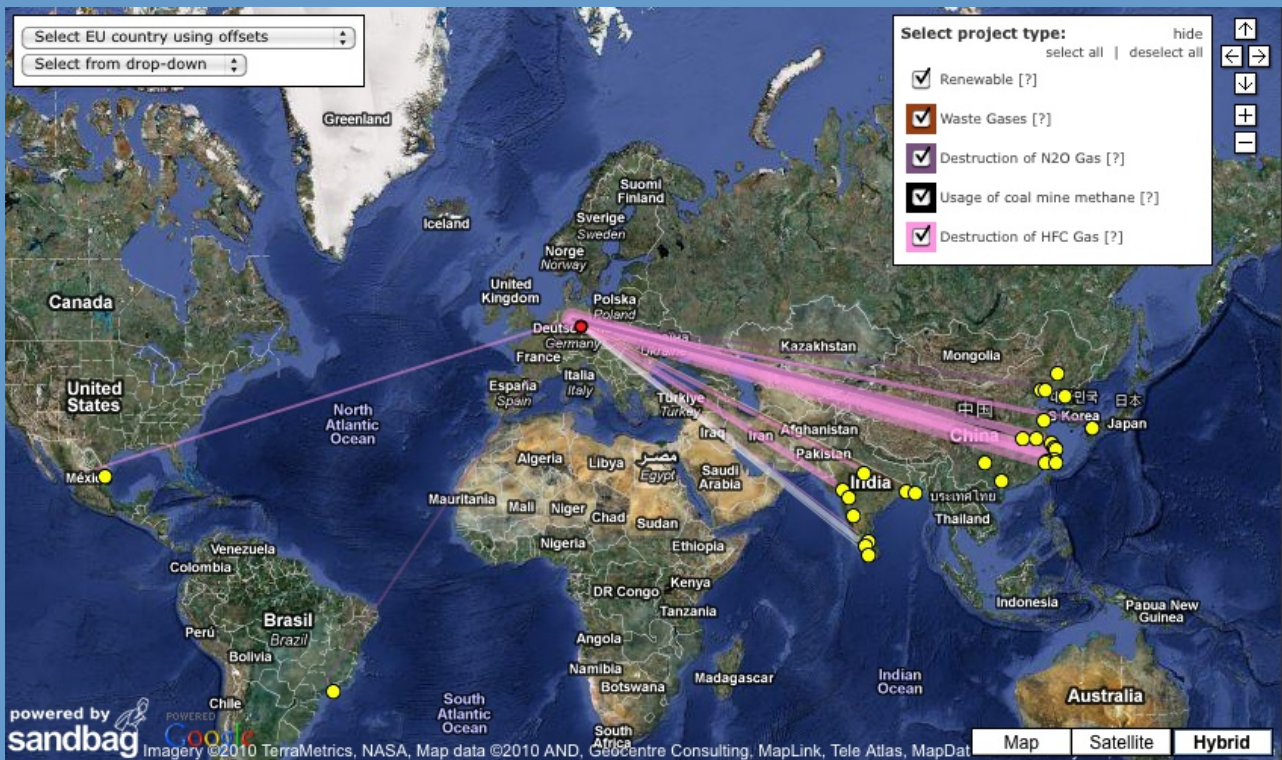 Select EU country using offsets
Select from drop-down
Select project type:
hide
select all | deselect all
Renewable [?]
Waste Gases [?]
Destruction of N2O Gas [?]
Usage of coal mine methane [?]
Destruction of HFC Gas [?]
Greenland
Iceland
Suomi
Finland
Sverige
Sweden
Norge
Norway
United
Kingdom
Polska
Poland
Canada
Germany
France
Kazakhstan
Mongolia
United
States
España
Spain
Italia
Italy
Türkiye
Turkey
North
Atlantic
Ocean
中国
China
S Korea
日本
Japan
Iraq
Iran
Afghanistan
Pakistan
Algeria
Libya
مصر
Egypt
Saudi
Arabia
India
Mauritania
Mali
Niger
Chad
Sudan
ประเทศไทย
Thailand
Venezuela
Colombia
Nigeria
Ethiopia
DR Congo
Kenya
Tanzania
Indonesia
Papua New
Guinea
Brasil
Brazil
Perú
Bolivia
Angola
Namibia
Botswana
Madagascar
Indian
Ocean
Australia
Chile
South
Atlantic
Ocean
South
Africa
powered by
sandbag
POWERED
Google
Imagery ©2010 TerraMetrics, NASA, Map data ©2010 AND, Geocentre Consulting, MapLink, Tele Atlas, MapDat
Map
Satellite
Hybrid